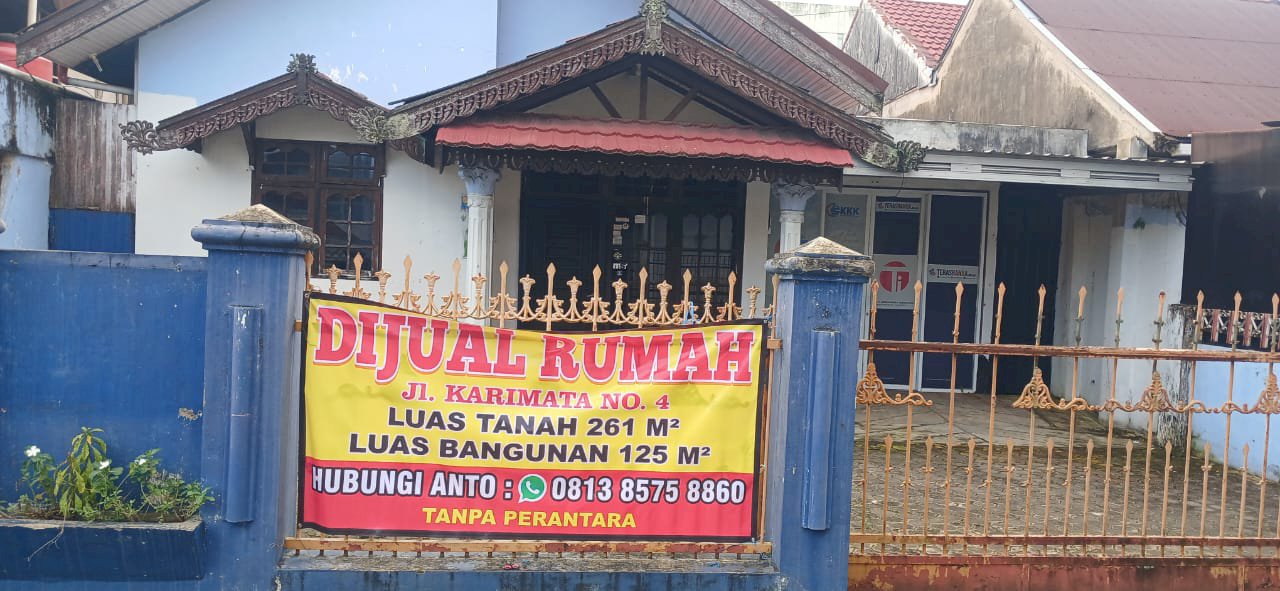 DIJUAL RUMAH
Jl. KARIMATA NO. 4
LUAS TANAH 261 M²
LUAS BANGUNAN 125 M²
HUBUNGI ANTO : 0813 8575 8860
TANPA PERANTARA